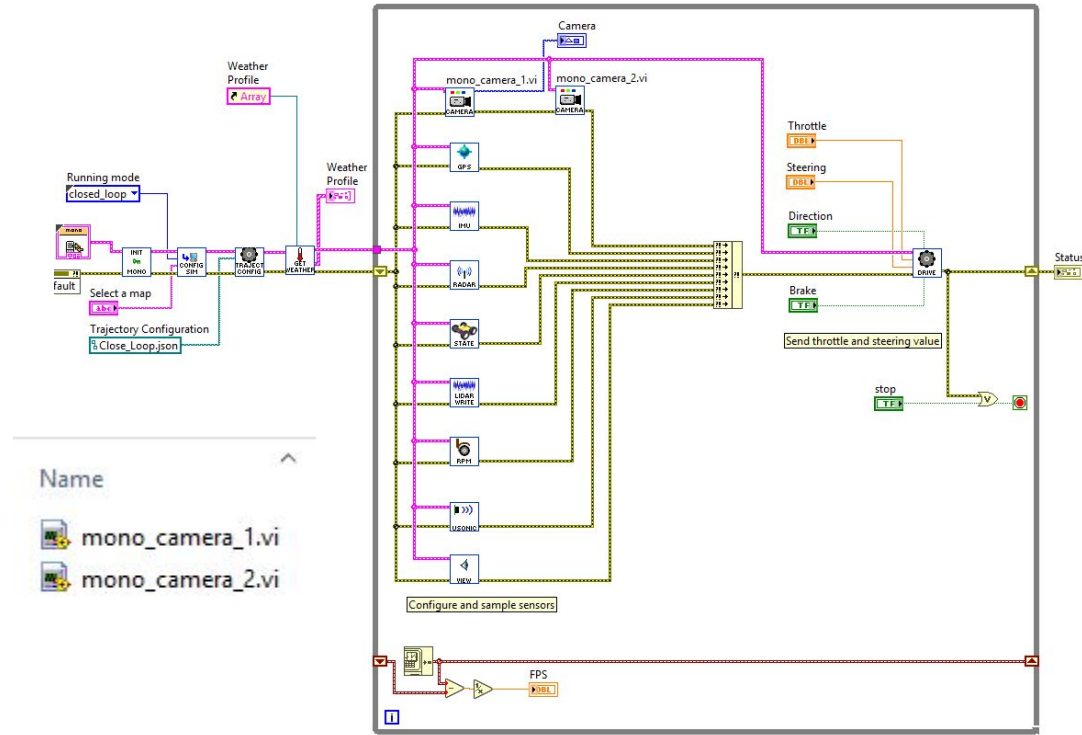 Camera
mono_camera_1.vi
mono_camera_2.vi
CAMERA
CAMERA
Weather
Profile
Array
Throttle
DBL
GPS
Running mode
closed_loop
Weather
Profile
Steering
DBL
IMU
Direction
TF
mono
INIT
MONO
CONFIG
SIM
TRAJECT
CONFIG
GET
WEATHER
DRIVE
Status
fault
RADAR
Select a map
Abc
Brake
TF
Trajectory Configuration
Close_Loop.json
STATE
Send throttle and steering value
LIDAR
WRITE
stop
TF
V
RPM
Name
mono_camera_1.vi
mono_camera_2.vi
USONIC
VIEW
Configure and sample sensors
FPS
DBL
i